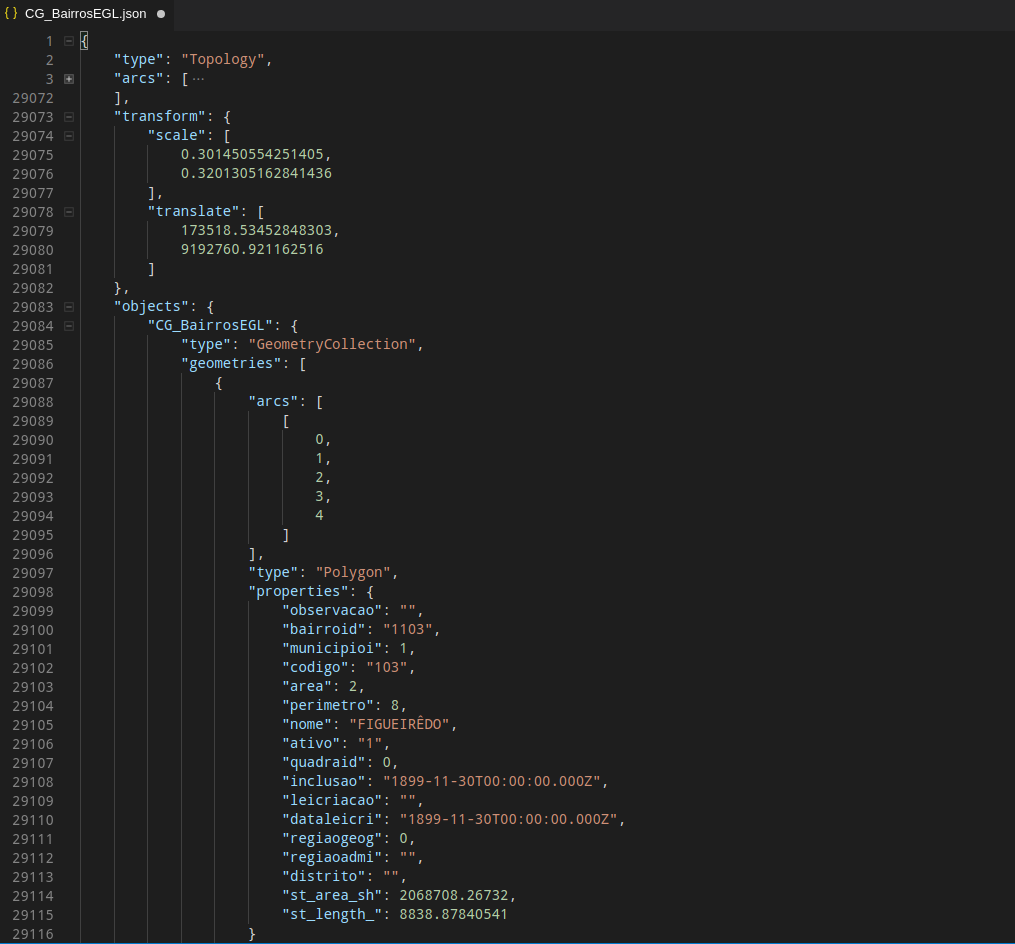 { } CG_BairrosEGL.json ●
1 {
2 "type": "Topology",
3 "arcs": [ ···
29072 ],
29073 "transform": {
29074 "scale": [
29075 0.301450554251405,
29076 0.3201305162841436
29077 ],
29078 "translate": [
29079 173518.53452848303,
29080 9192760.921162516
29081 ]
29082 },
29083 "objects": {
29084 "CG_BairrosEGL": {
29085 "type": "GeometryCollection",
29086 "geometries": [
29087 {
29088 "arcs": [
29089 [
29090 0,
29091 1,
29092 2,
29093 3,
29094 4
29095 ]
29096 ],
29097 "type": "Polygon",
29098 "properties": {
29099 "observacao": "",
29100 "bairroid": "1103",
29101 "municipioi": 1,
29102 "codigo": "103",
29103 "area": 2,
29104 "perimetro": 8,
29105 "nome": "FIGUEIRÊDO",
29106 "ativo": "1",
29107 "quadraid": 0,
29108 "inclusao": "1899-11-30T00:00:00.000Z",
29109 "leicriacao": "",
29110 "dataleicri": "1899-11-30T00:00:00.000Z",
29111 "regiaogeog": 0,
29112 "regiaoadmi": "",
29113 "distrito": "",
29114 "st_area_sh": 2068708.26732,
29115 "st_length_": 8838.87840541
29116 }